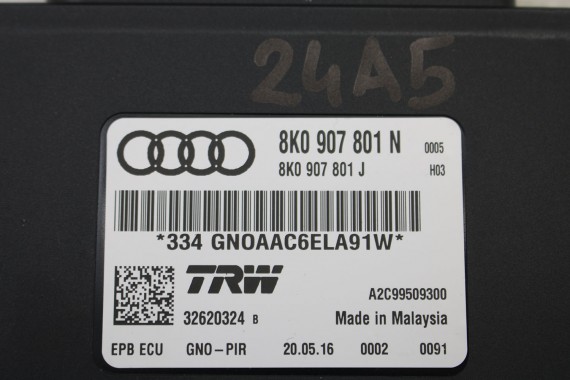 24A5
8K0 907 801 N 0005
8K0 907 801 J H03
*334 GNOAAC6ELA91W*
TRW
A2C99509300
32620324 B Made in Malaysia
EPB ECU GNO-PIR 20.05.16 0002 0091